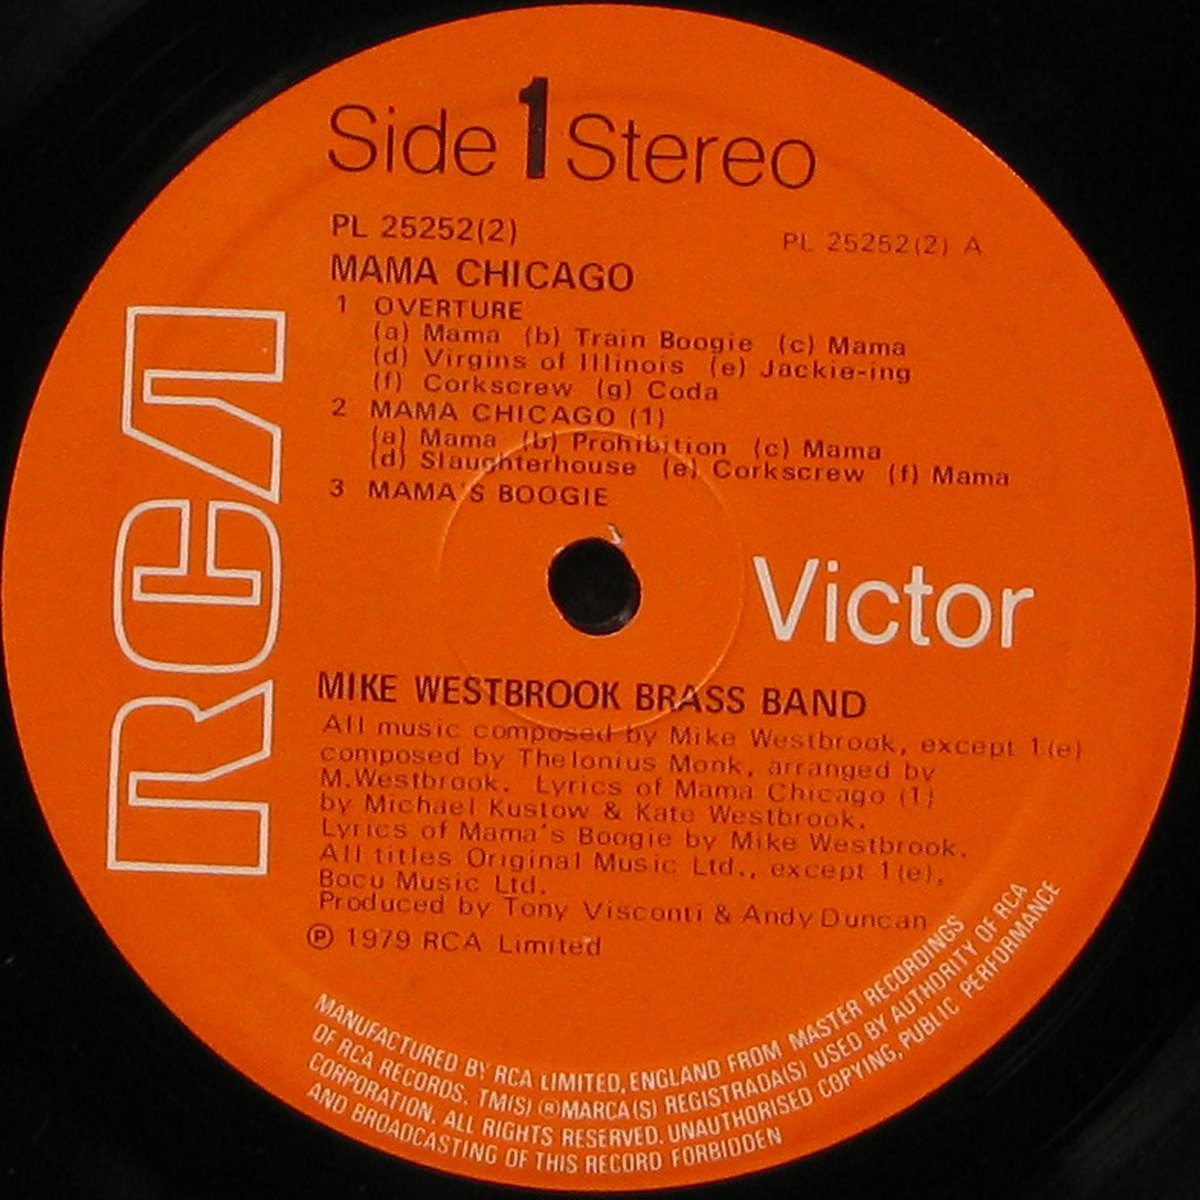 Side 1 Stereo
PL 25252(2)
PL 25252(2) A
MAMA CHICAGO
1 OVERTURE
(a) Mama (b) Train Boogie (c) Mama
(d) Virgins of Illinois (e) Jackie-ing
(f) Corkscrew (g) Coda
2 MAMA CHICAGO (1)
(a) Mama (b) Prohibition (c) Mama
(d) Slaughterhouse (e) Corkscrew (f) Mama
3 MAMA'S BOOGIE
RCA
Victor
MIKE WESTBROOK BRASS BAND
All music composed by Mike Westbrook, except 1(e)
composed by Thelonius Monk, arranged by
M.Westbrook. Lyrics of Mama Chicago (1)
by Michael Kustow & Kate Westbrook.
Lyrics of Mama's Boogie by Mike Westbrook.
All titles Original Music Ltd., except 1(e),
Bocu Music Ltd.
Produced by Tony Visconti & Andy Duncan
Ⓟ 1979 RCA Limited
MANUFACTURED BY RCA LIMITED, ENGLAND FROM MASTER RECORDINGS
OF RCA RECORDS. TM(S) ® MARCA(S) REGISTRADA(S) USED BY AUTHORITY OF RCA
CORPORATION. ALL RIGHTS RESERVED. UNAUTHORISED COPYING, PUBLIC PERFORMANCE
AND BROADCASTING OF THIS RECORD FORBIDDEN